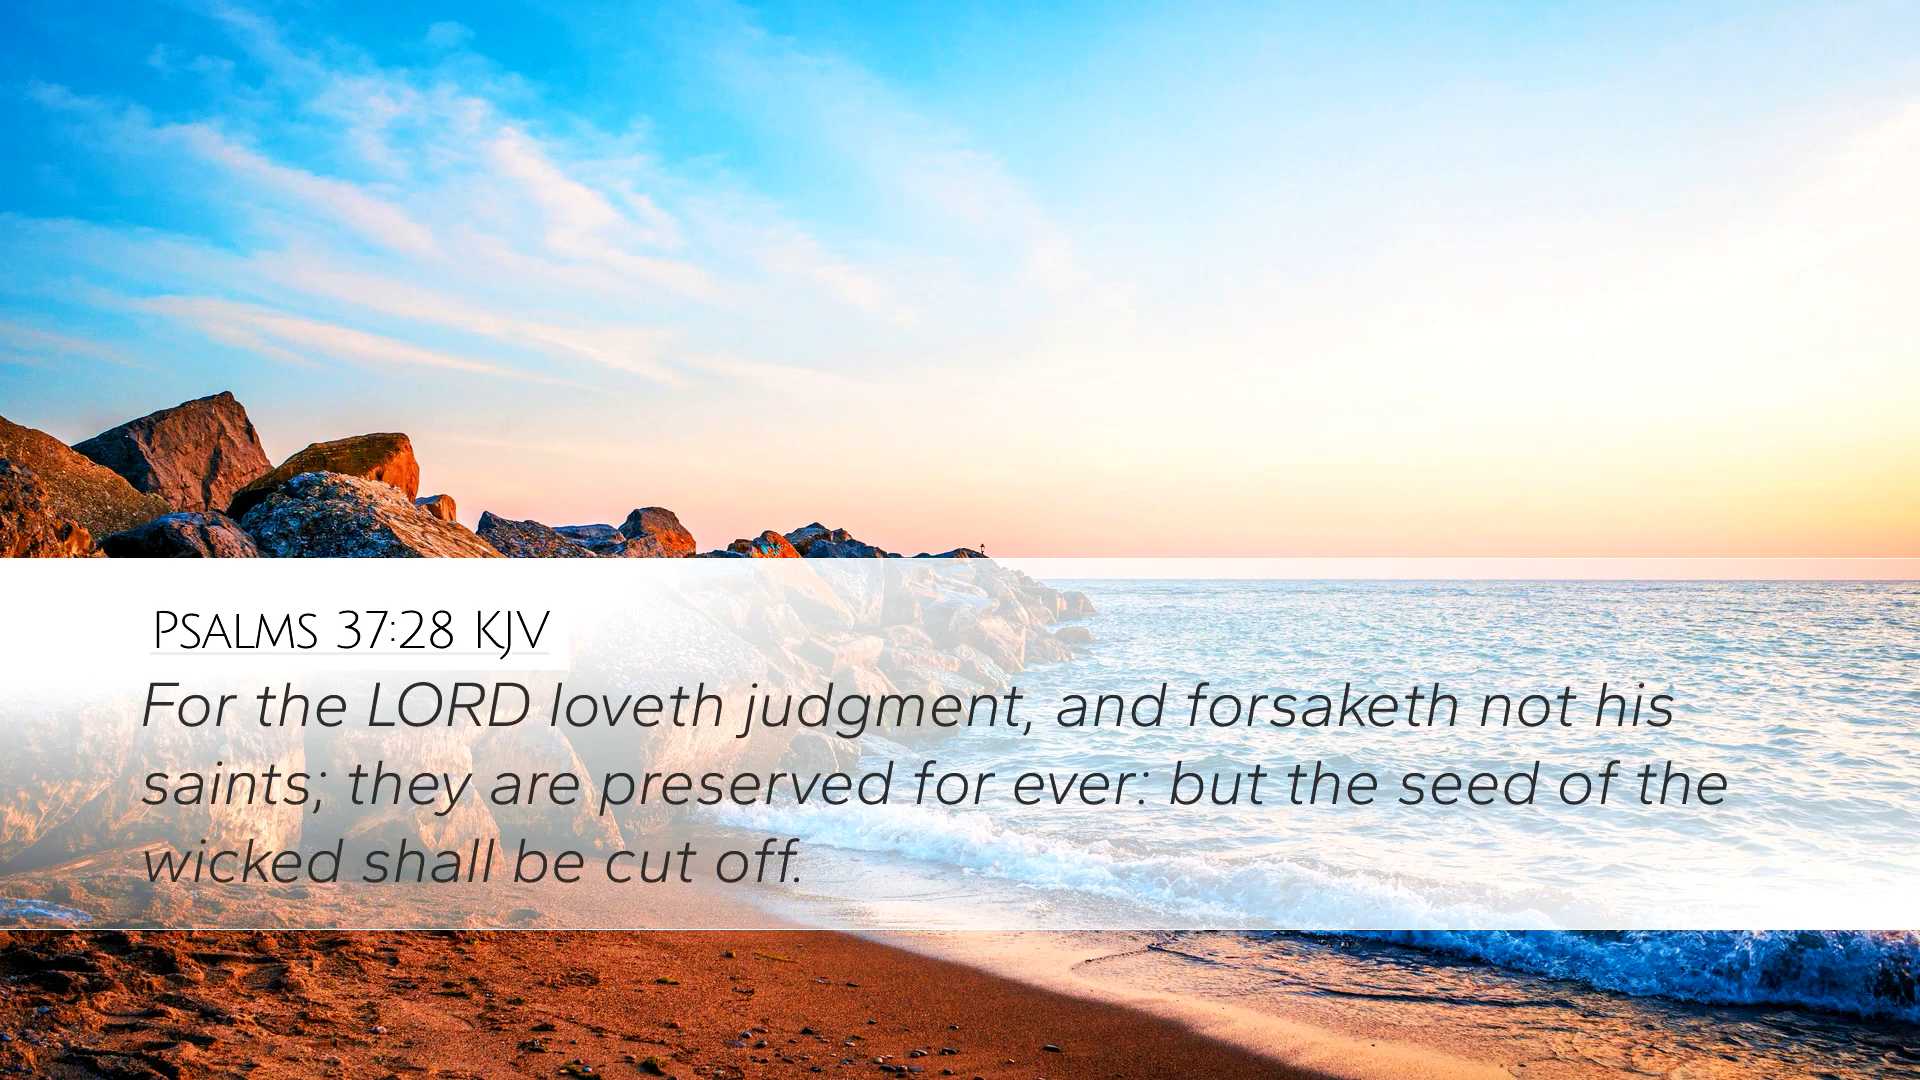 Psalms 37:28 KJV
For the LORD loveth judgment, and forsaketh not his
saints; they are preserved for ever: but the seed of the
wicked shall be cut off.